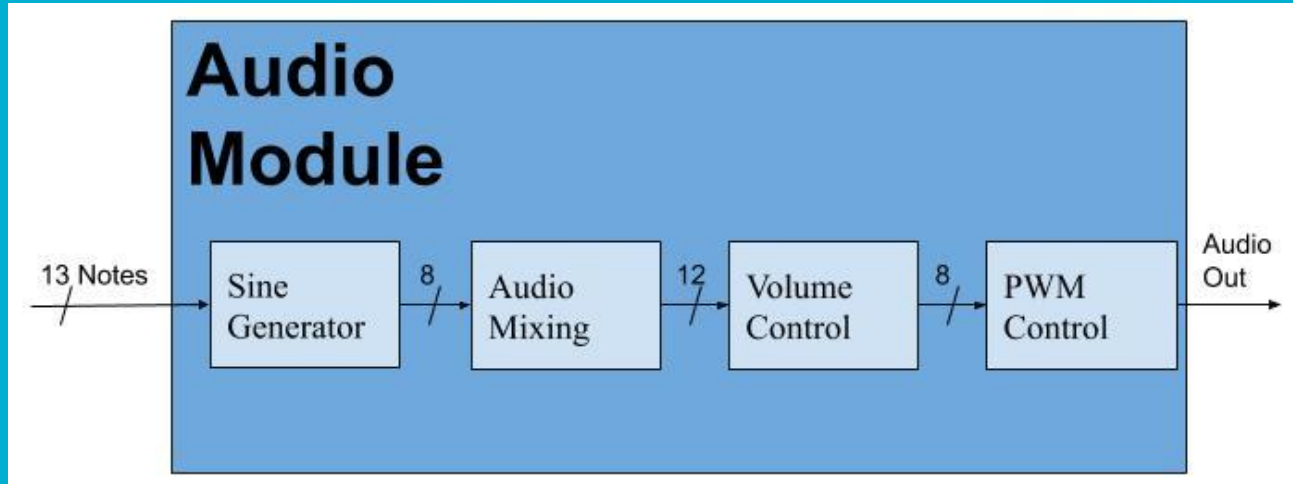 Audio
Module
13 Notes
Sine
Generator
8
Audio
Mixing
12
Volume
Control
8
PWM
Control
Audio
Out